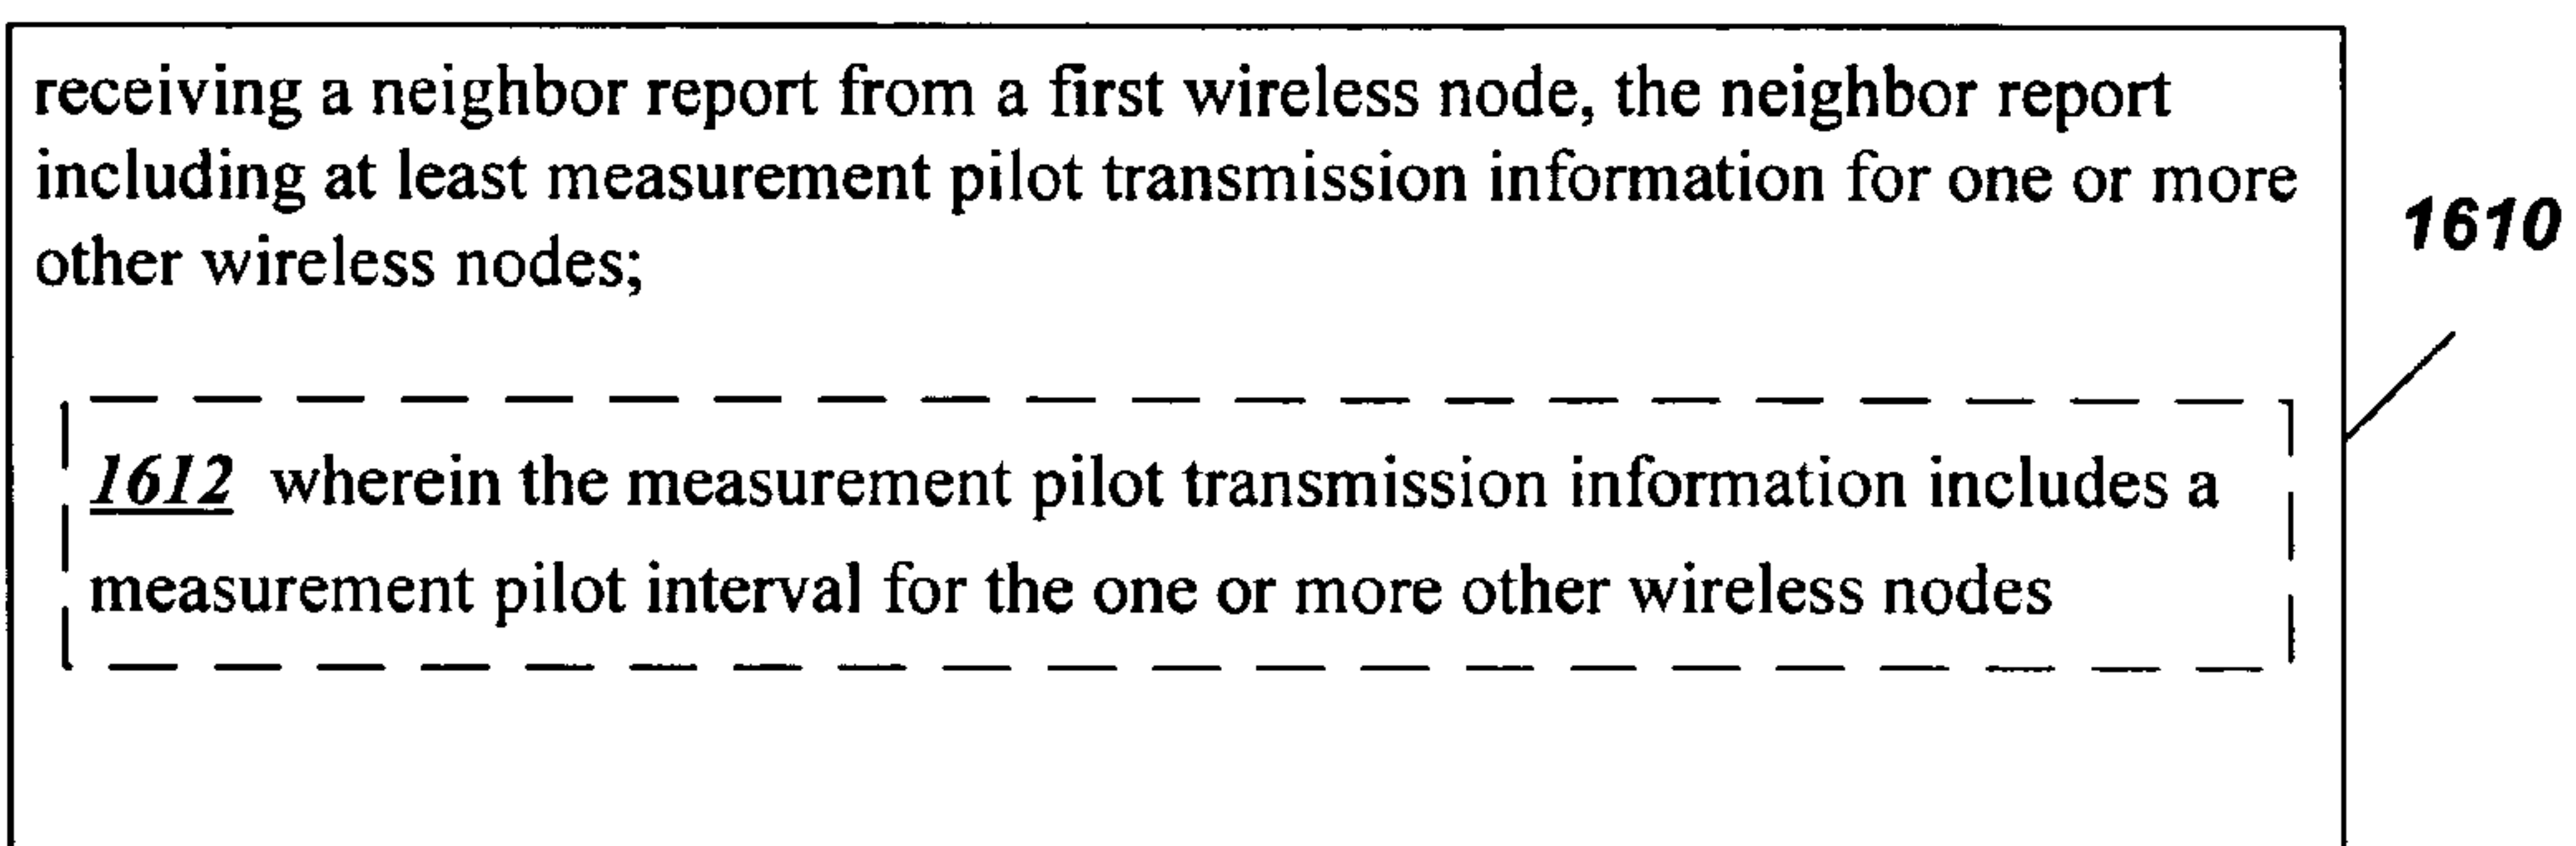 receiving a neighbor report from a first wireless node, the neighbor report
including at least measurement pilot transmission information for one or more
other wireless nodes;
1610
1612 wherein the measurement pilot transmission information includes a
measurement pilot interval for the one or more other wireless nodes